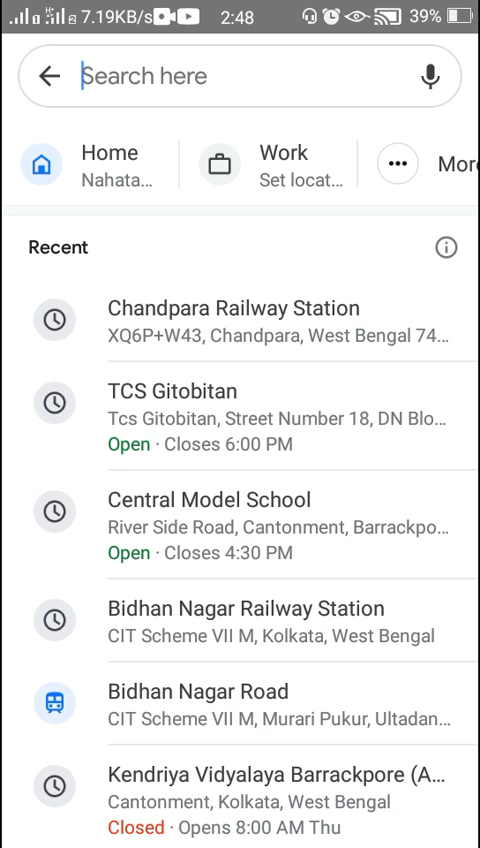 7.19KB/s 2:48 39%
Search here
Home
Nahata...
Work
Set locat...
More
Recent
Chandpara Railway Station
XQ6P+W43, Chandpara, West Bengal 74...
TCS Gitobitan
Tcs Gitobitan, Street Number 18, DN Blo...
Open · Closes 6:00 PM
Central Model School
River Side Road, Cantonment, Barrackpo...
Open · Closes 4:30 PM
Bidhan Nagar Railway Station
CIT Scheme VII M, Kolkata, West Bengal
Bidhan Nagar Road
CIT Scheme VII M, Murari Pukur, Ultadan...
Kendriya Vidyalaya Barrackpore (A...
Cantonment, Kolkata, West Bengal
Closed · Opens 8:00 AM Thu